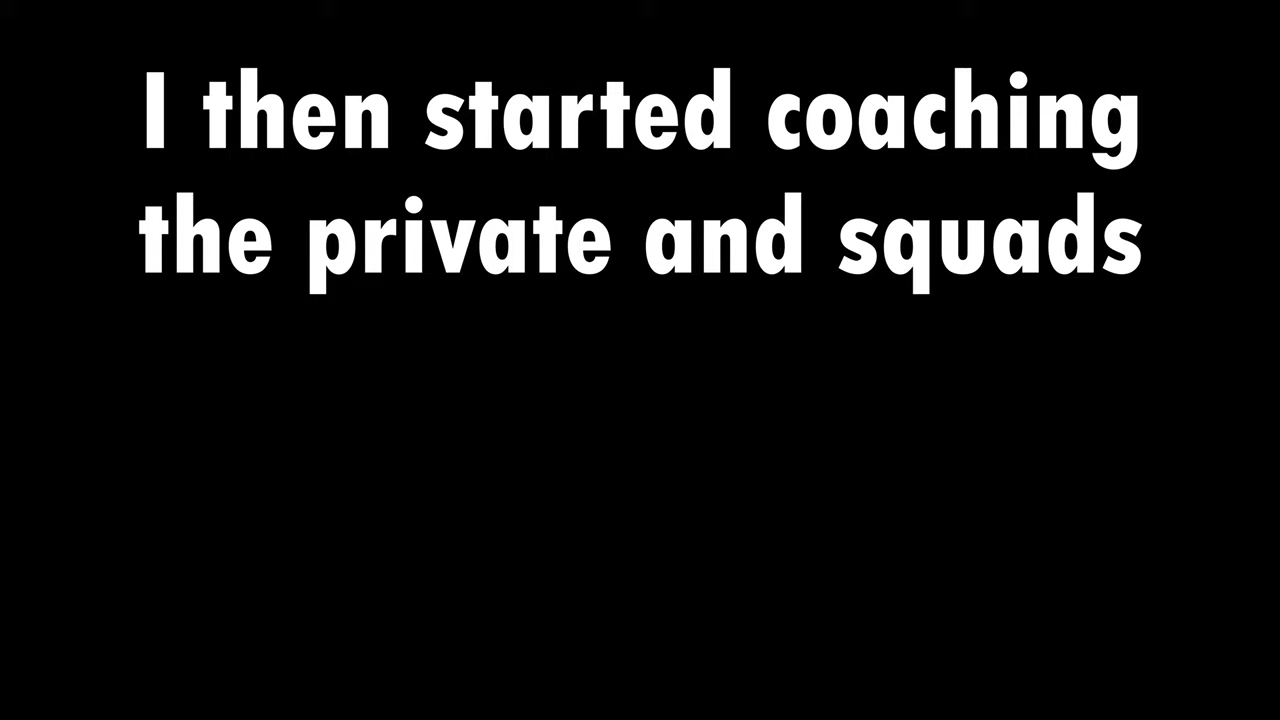 I then started coaching
the private and squads